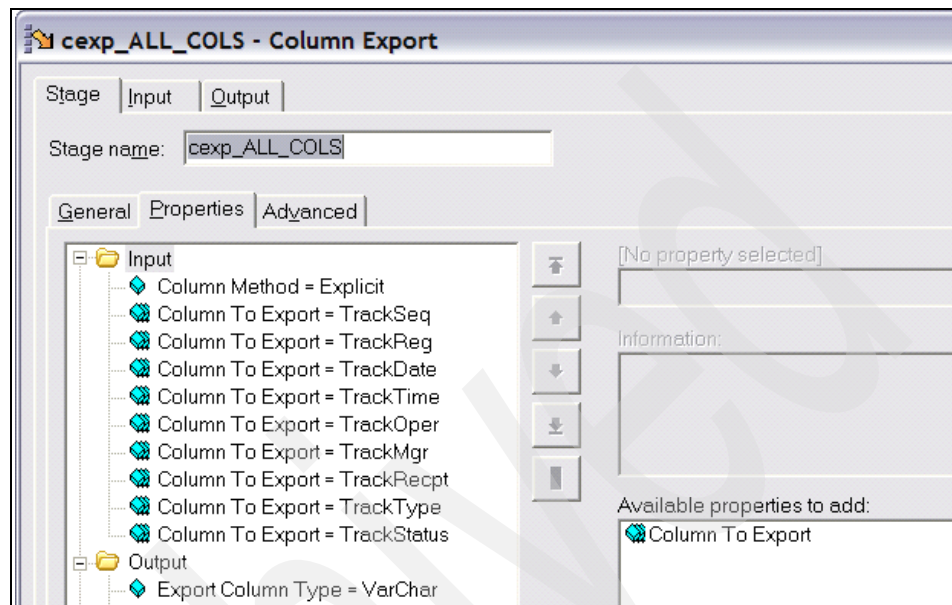 cexp_ALL_COLS - Column Export
Stage Input Output
Stage name: cexp_ALL_COLS
General Properties Advanced
Input
Column Method = Explicit
Column To Export = TrackSeq
Column To Export = TrackReg
Column To Export = TrackDate
Column To Export = TrackTime
Column To Export = TrackOper
Column To Export = TrackMgr
Column To Export = TrackRecpt
Column To Export = TrackType
Column To Export = TrackStatus
Output
Export Column Type = VarChar
[No property selected]
Information:
Available properties to add:
Column To Export